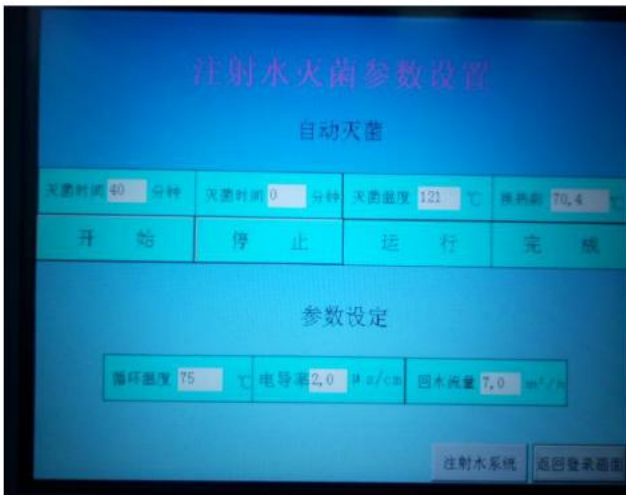 注射水灭菌参数设置
自动灭菌
灭菌时间 40 分钟 灭菌时间 0 分钟 灭菌温度 121 ℃ 换热前 70.4 ℃
开 始 停 止 运 行 完 成
参数设定
循环温度 75 ℃ 电导率 2.0 μs/cm 回水流量 7.0 m³/h
注射水系统 返回登录画面